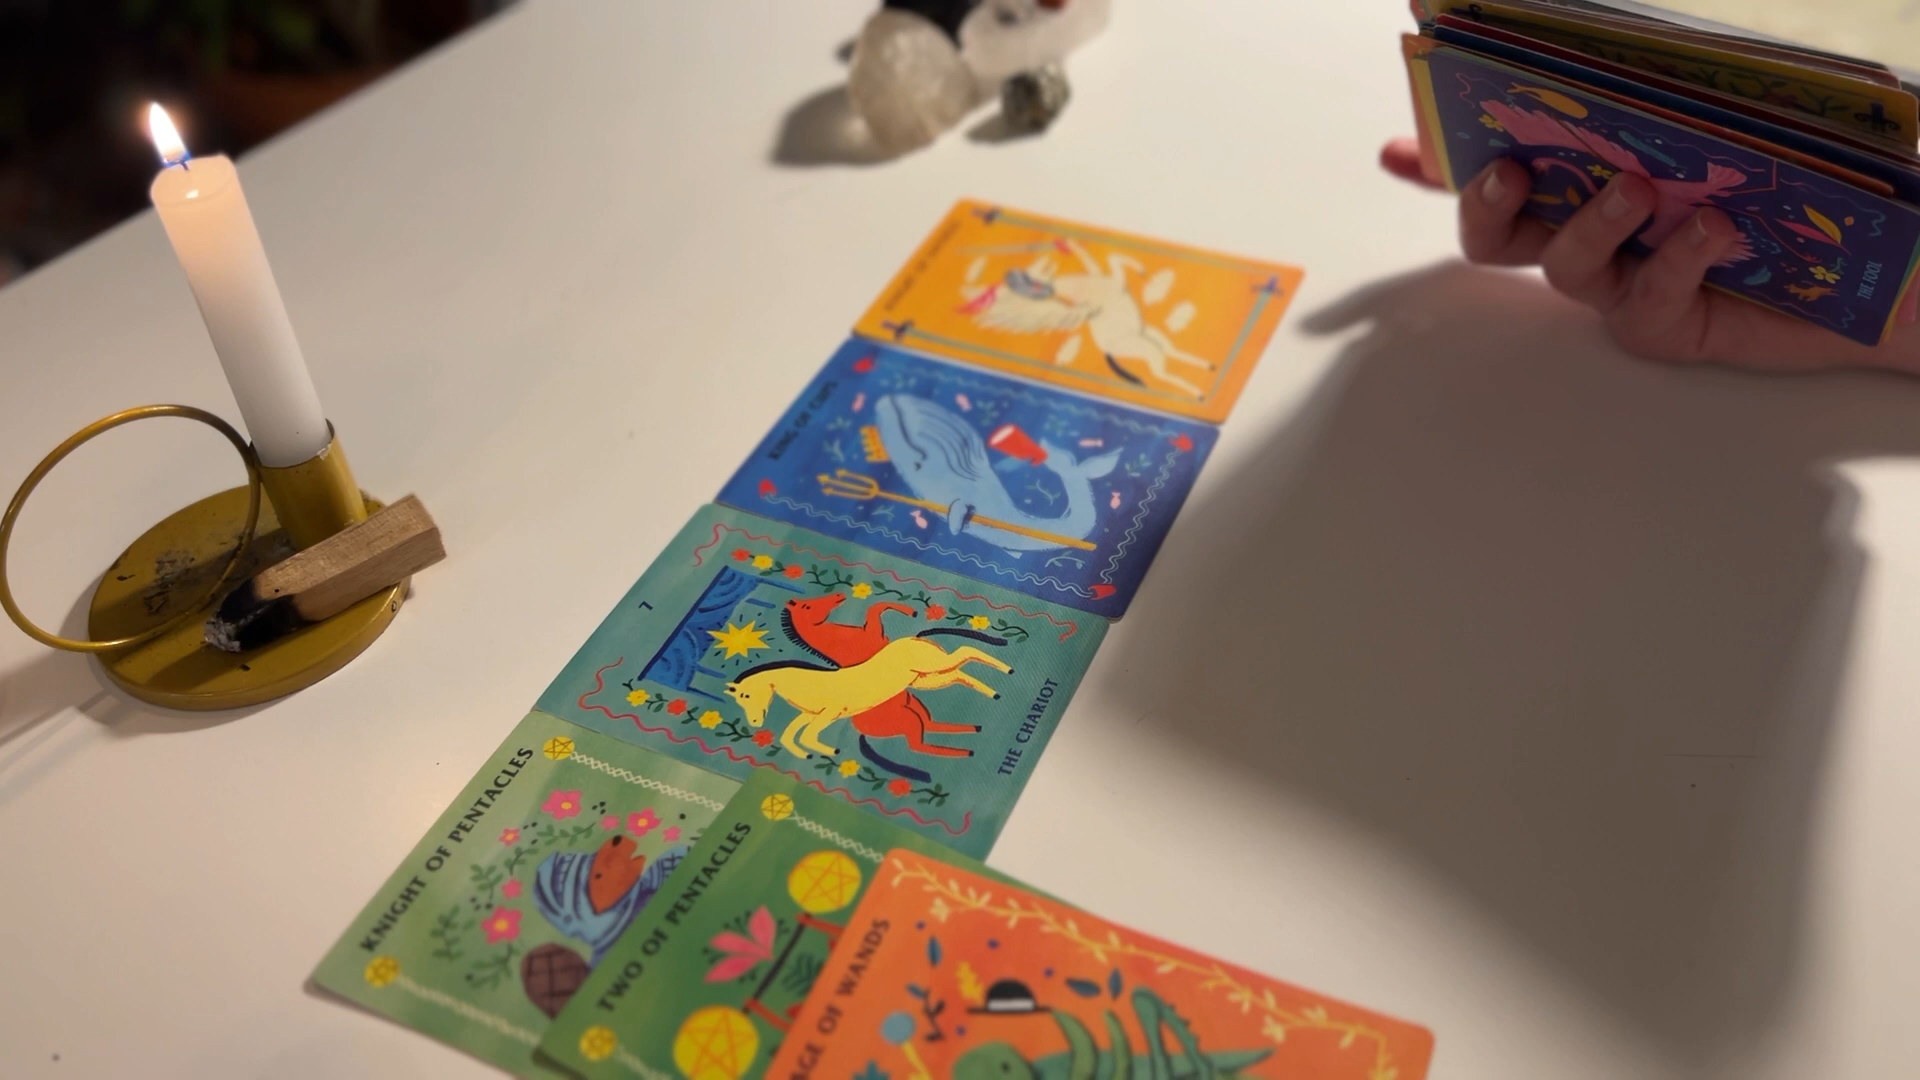 THE FOOL
KING OF CUPS
7
THE CHARIOT
KNIGHT OF PENTACLES
TWO OF PENTACLES
AGE OF WANDS